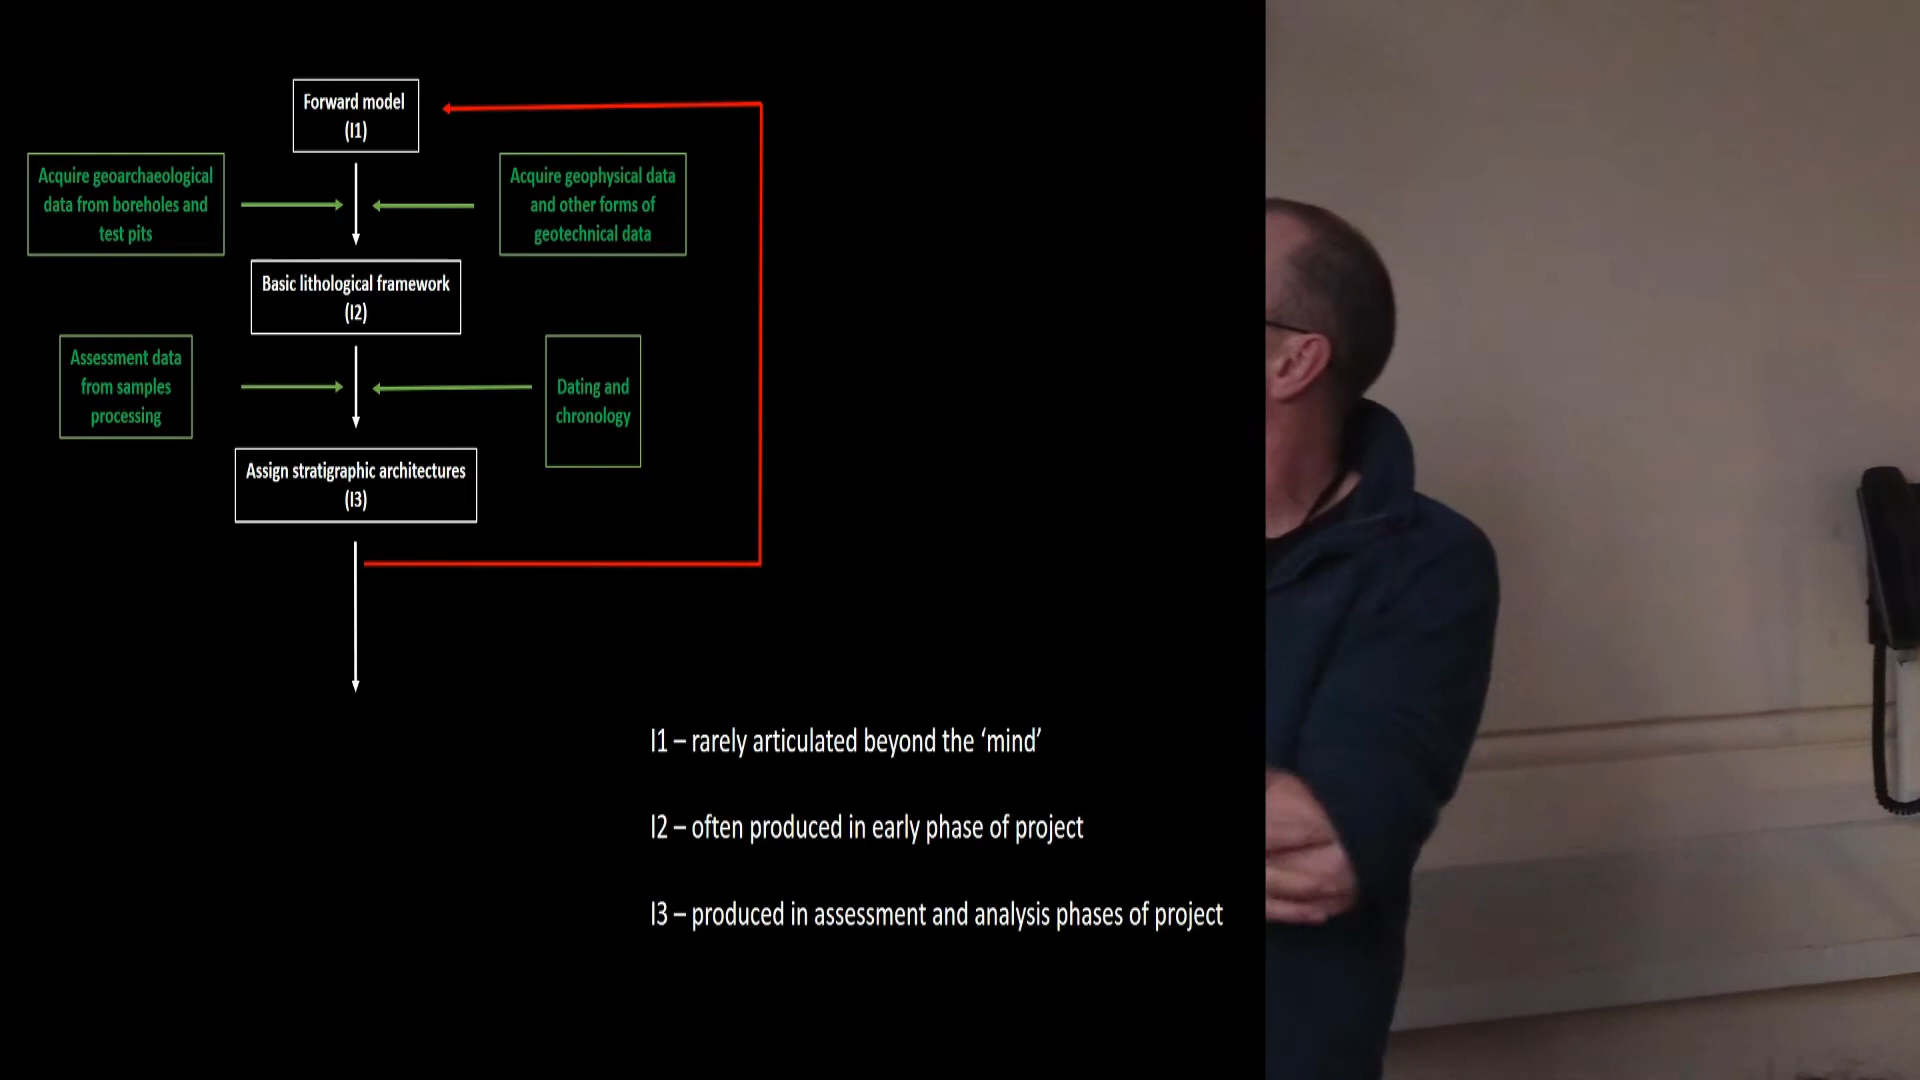 Forward model
(I1)
Acquire geoarchaeological
data from boreholes and
test pits
Acquire geophysical data
and other forms of
geotechnical data
Basic lithological framework
(I2)
Assessment data
from samples
processing
Dating and
chronology
Assign stratigraphic architectures
(I3)
I1 – rarely articulated beyond the ‘mind’
I2 – often produced in early phase of project
I3 – produced in assessment and analysis phases of project